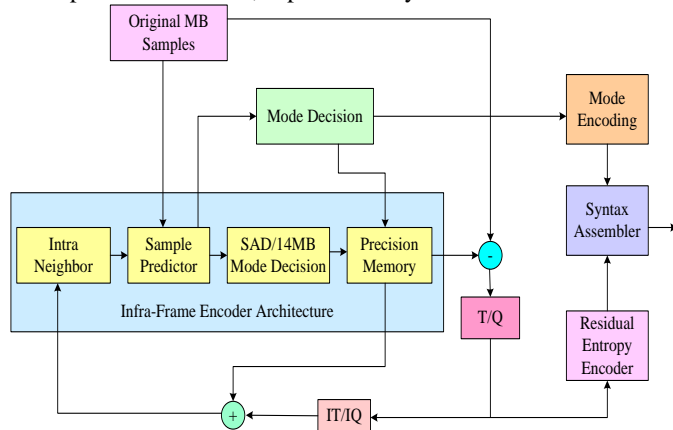 Original MB
Samples
Mode Decision
Mode
Encoding
Syntax
Assembler
Intra
Neighbor
Sample
Predictor
SAD/14MB
Mode Decision
Precision
Memory
-
Infra-Frame Encoder Architecture
T/Q
Residual
Entropy
Encoder
+
IT/IQ